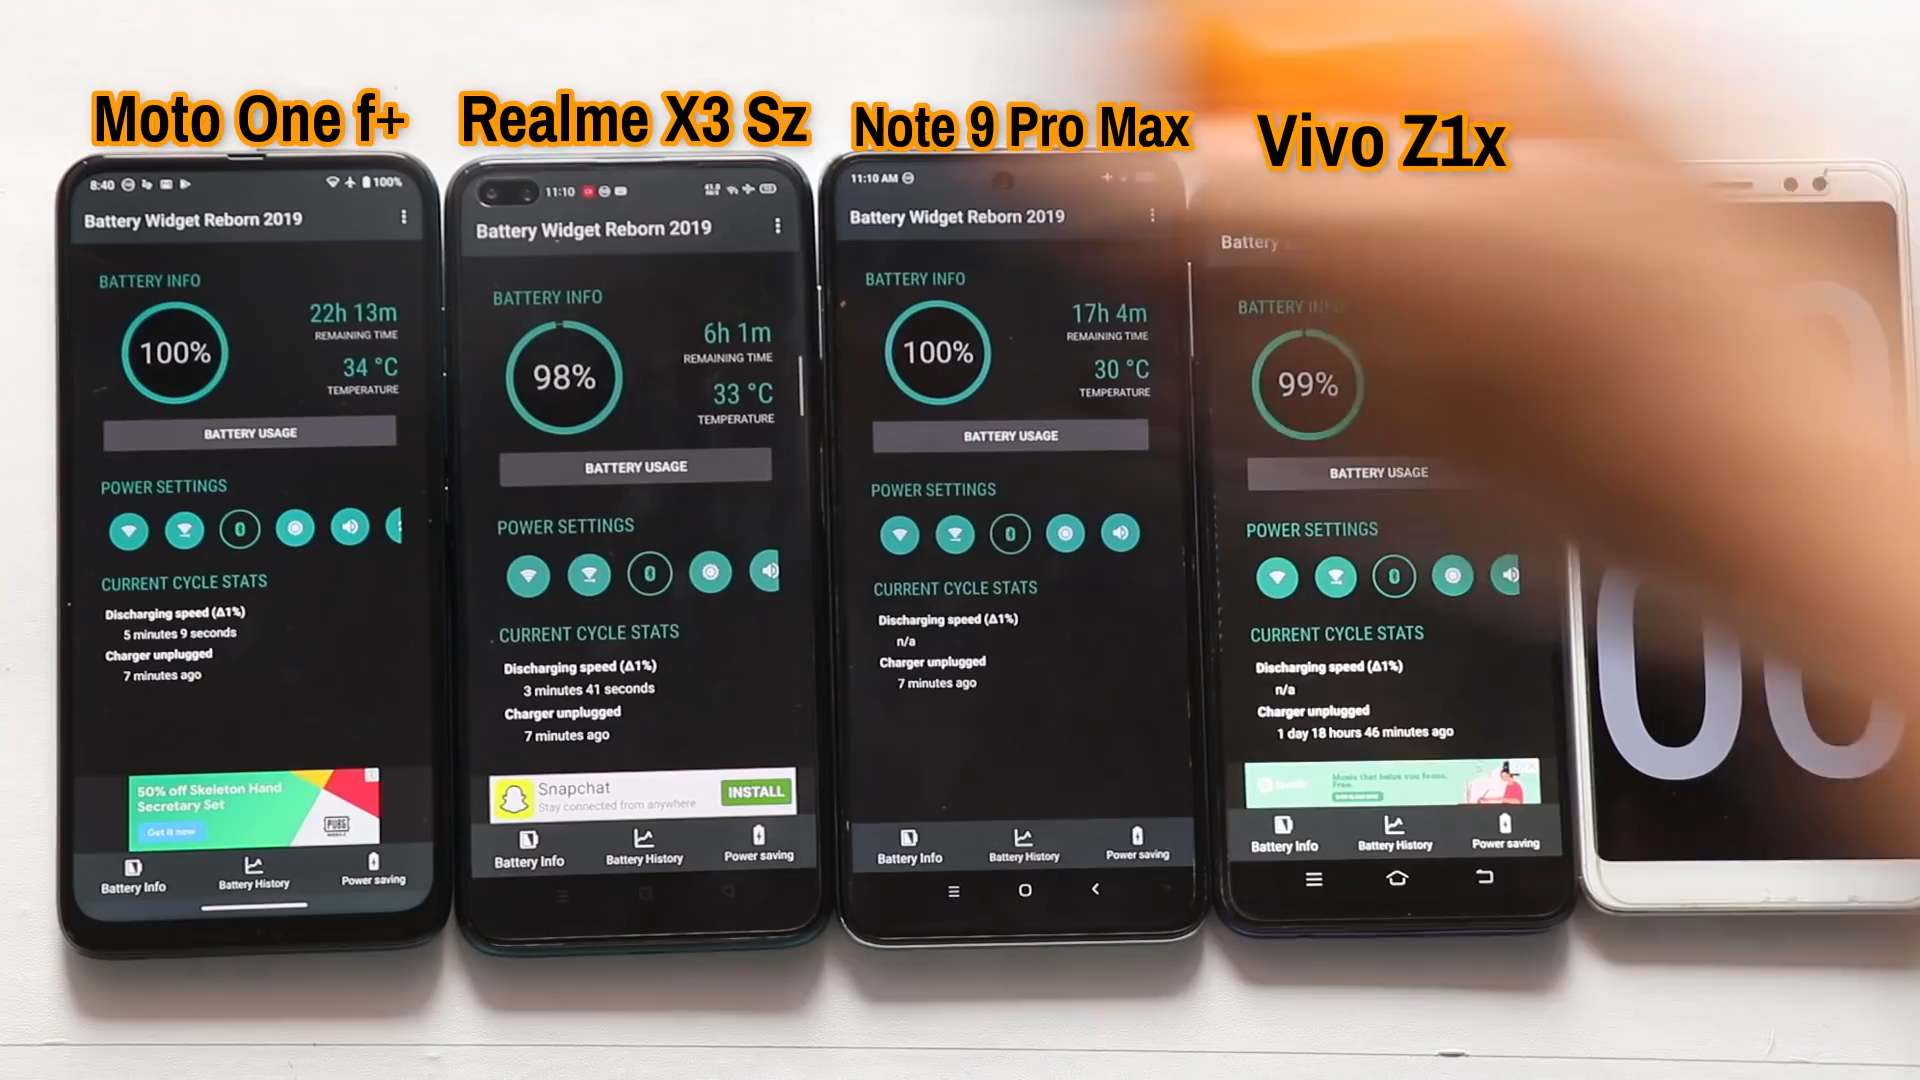 Moto One f+
Realme X3 Sz
Note 9 Pro Max
Vivo Z1x
8:40
100%
Battery Widget Reborn 2019
BATTERY INFO
100%
22h 13m
REMAINING TIME
34 °C
TEMPERATURE
BATTERY USAGE
POWER SETTINGS
CURRENT CYCLE STATS
Discharging speed (Δ1%)
5 minutes 9 seconds
Charger unplugged
7 minutes ago
50% off Skeleton Hand
Secretary Set
Get it now
PUBG
Battery Info
Battery History
Power saving
11:10
Battery Widget Reborn 2019
BATTERY INFO
98%
6h 1m
REMAINING TIME
33 °C
TEMPERATURE
BATTERY USAGE
POWER SETTINGS
CURRENT CYCLE STATS
Discharging speed (Δ1%)
3 minutes 41 seconds
Charger unplugged
7 minutes ago
Snapchat
Stay connected from anywhere
INSTALL
Battery Info
Battery History
Power saving
11:10 AM
Battery Widget Reborn 2019
BATTERY INFO
100%
17h 4m
REMAINING TIME
30 °C
TEMPERATURE
BATTERY USAGE
POWER SETTINGS
CURRENT CYCLE STATS
Discharging speed (Δ1%)
n/a
Charger unplugged
7 minutes ago
Battery Info
Battery History
Power saving
Battery
BATTERY INFO
99%
BATTERY USAGE
POWER SETTINGS
CURRENT CYCLE STATS
Discharging speed (Δ1%)
n/a
Charger unplugged
1 day 18 hours 46 minutes ago
Music that helps you focus.
Free.
Battery Info
Battery History
Power saving